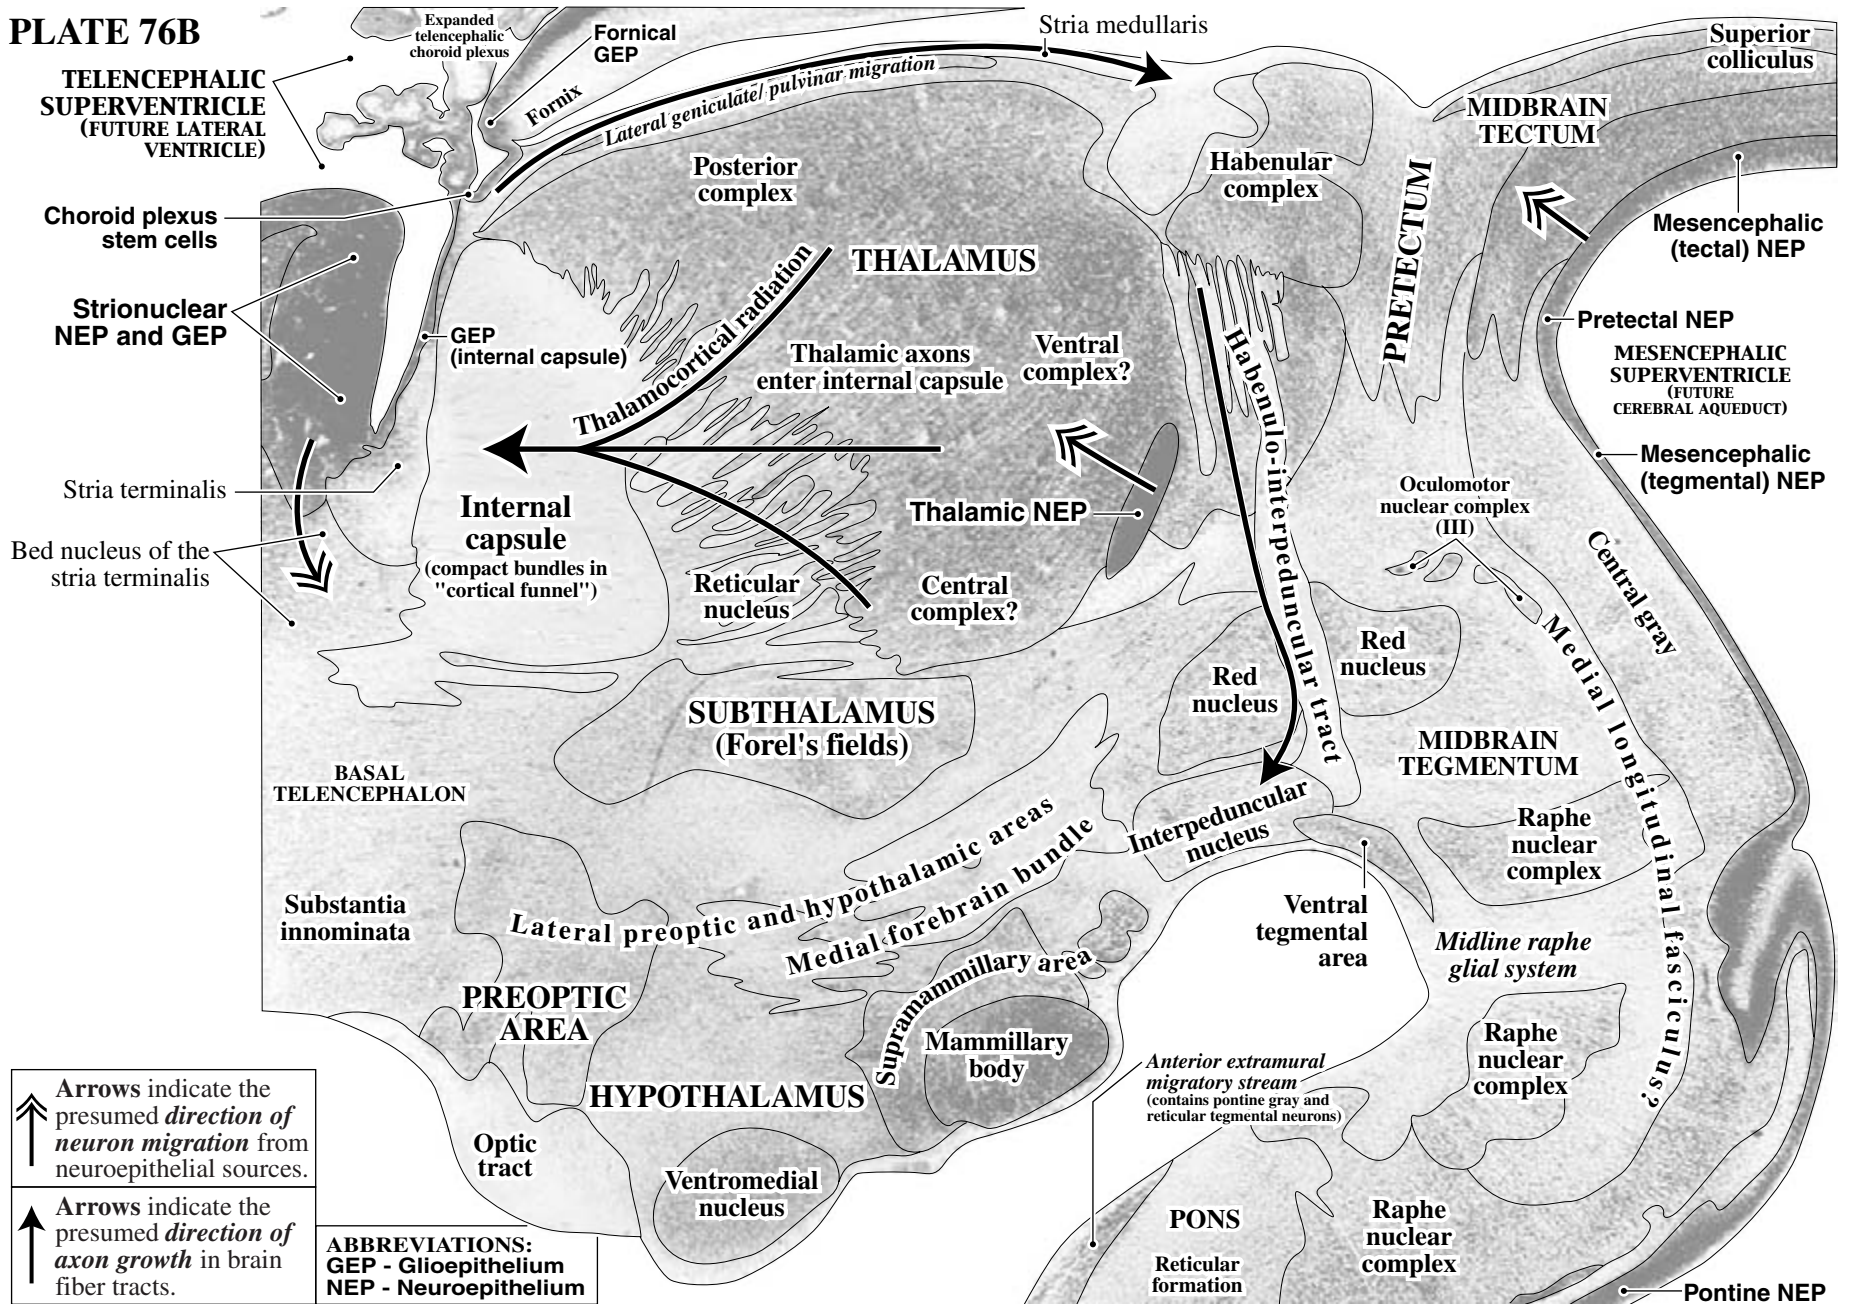 PLATE 76B
Expanded
telencephalic
choroid plexus
Fornical
GEP
Stria medullaris
Superior
colliculus
TELENCEPHALIC
SUPERVENTRICLE
(FUTURE LATERAL
VENTRICLE)
Fornix
Lateral geniculate/ pulvinar migration
MIDBRAIN
TECTUM
Posterior
complex
Habenular
complex
PRETECTUM
Choroid plexus
stem cells
Mesencephalic
(tectal) NEP
THALAMUS
Strionuclear
NEP and GEP
GEP
(internal capsule)
Thalamocortical radiation
Thalamic axons
enter internal capsule
Ventral
complex?
Habenulo-interpeduncular tract
Pretectal NEP
MESENCEPHALIC
SUPERVENTRICLE
(FUTURE
CEREBRAL AQUEDUCT)
Mesencephalic
(tegmental) NEP
Stria terminalis
Internal
capsule
(compact bundles in
"cortical funnel")
Thalamic NEP
Oculomotor
nuclear complex
(III)
Central gray
Bed nucleus of the
stria terminalis
Reticular
nucleus
Central
complex?
Medial longitudinal fasciculus?
Red
nucleus
Red
nucleus
SUBTHALAMUS
(Forel's fields)
MIDBRAIN
TEGMENTUM
BASAL
TELENCEPHALON
Interpeduncular
nucleus
Raphe
nuclear
complex
Lateral preoptic and hypothalamic areas
Medial forebrain bundle
Substantia
innominata
Ventral
tegmental
area
Midline raphe
glial system
Supramammillary area
PREOPTIC
AREA
Mammillary
body
Raphe
nuclear
complex
Anterior extramural
migratory stream
(contains pontine gray and
reticular tegmental neurons)
HYPOTHALAMUS
Optic
tract
Ventromedial
nucleus
PONS
Reticular
formation
Raphe
nuclear
complex
Pontine NEP
Arrows indicate the
presumed direction of
neuron migration from
neuroepithelial sources.
Arrows indicate the
presumed direction of
axon growth in brain
fiber tracts.
ABBREVIATIONS:
GEP - Glioepithelium
NEP - Neuroepithelium